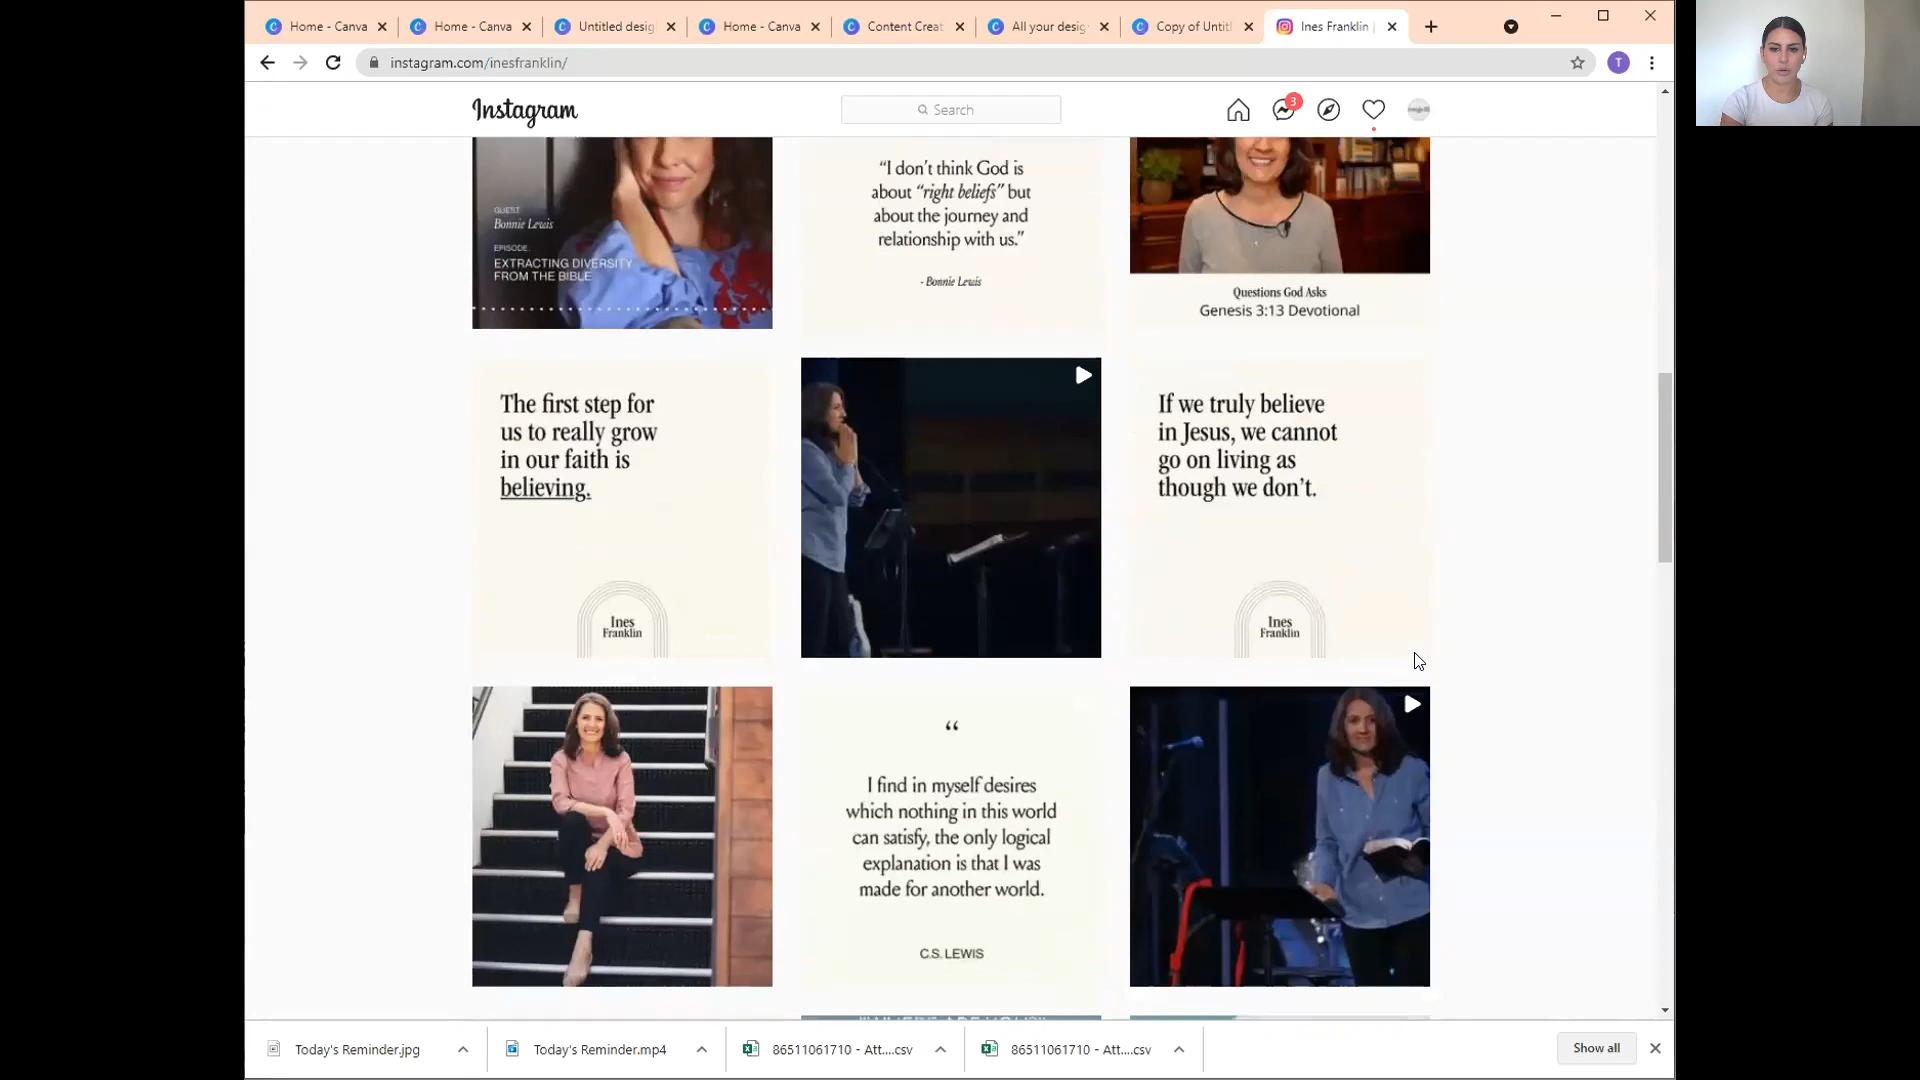 Home - Canva
Home - Canva
Untitled desig
Home - Canva
Content Creat
All your desig
Copy of Untit
Ines Franklin |
instagram.com/inesfranklin/
T
Instagram
Search
3
GUEST:
Bonnie Lewis
EPISODE:
EXTRACTING DIVERSITY
FROM THE BIBLE
“I don’t think God is
about “right beliefs” but
about the journey and
relationship with us.”
- Bonnie Lewis
Questions God Asks
Genesis 3:13 Devotional
The first step for
us to really grow
in our faith is
believing.
Ines
Franklin
If we truly believe
in Jesus, we cannot
go on living as
though we don’t.
Ines
Franklin
“
I find in myself desires
which nothing in this world
can satisfy, the only logical
explanation is that I was
made for another world.
C.S. LEWIS
Today's Reminder.jpg
Today's Reminder.mp4
86511061710 - Att....csv
86511061710 - Att....csv
Show all